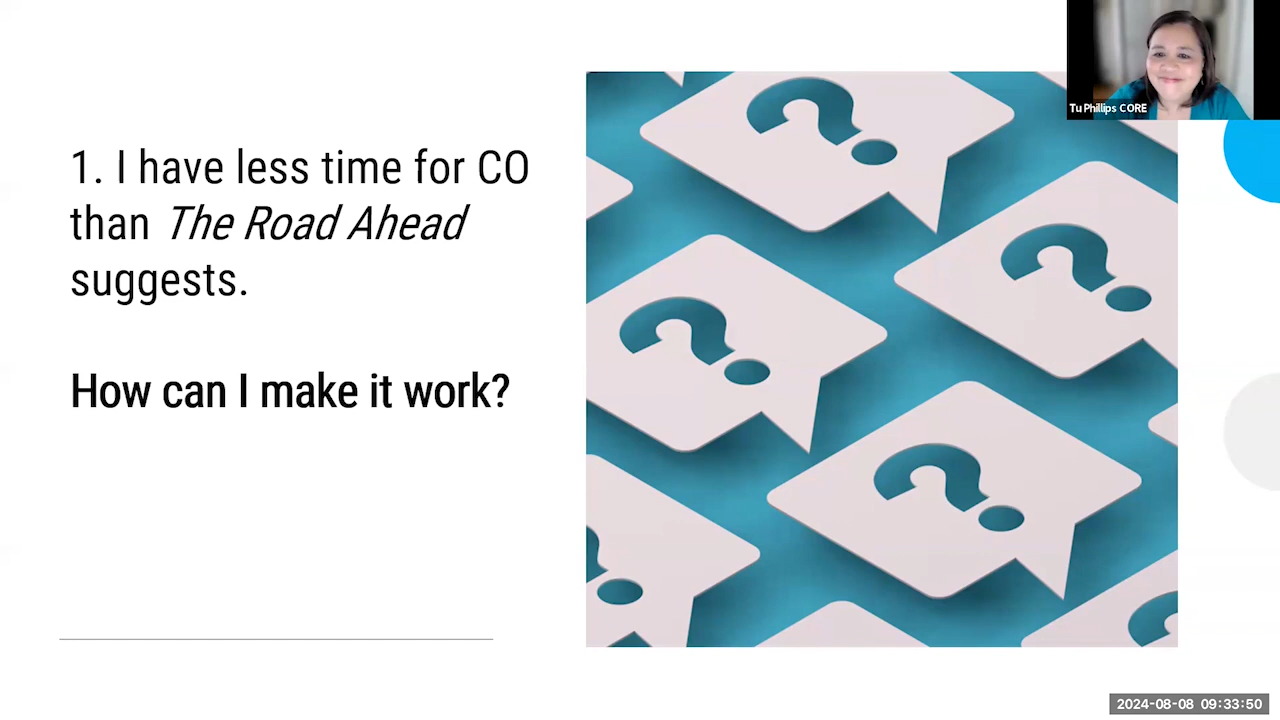 Tu Phillips CORE
1. I have less time for CO
than The Road Ahead
suggests.
How can I make it work?
2024-08-08 09:33:50